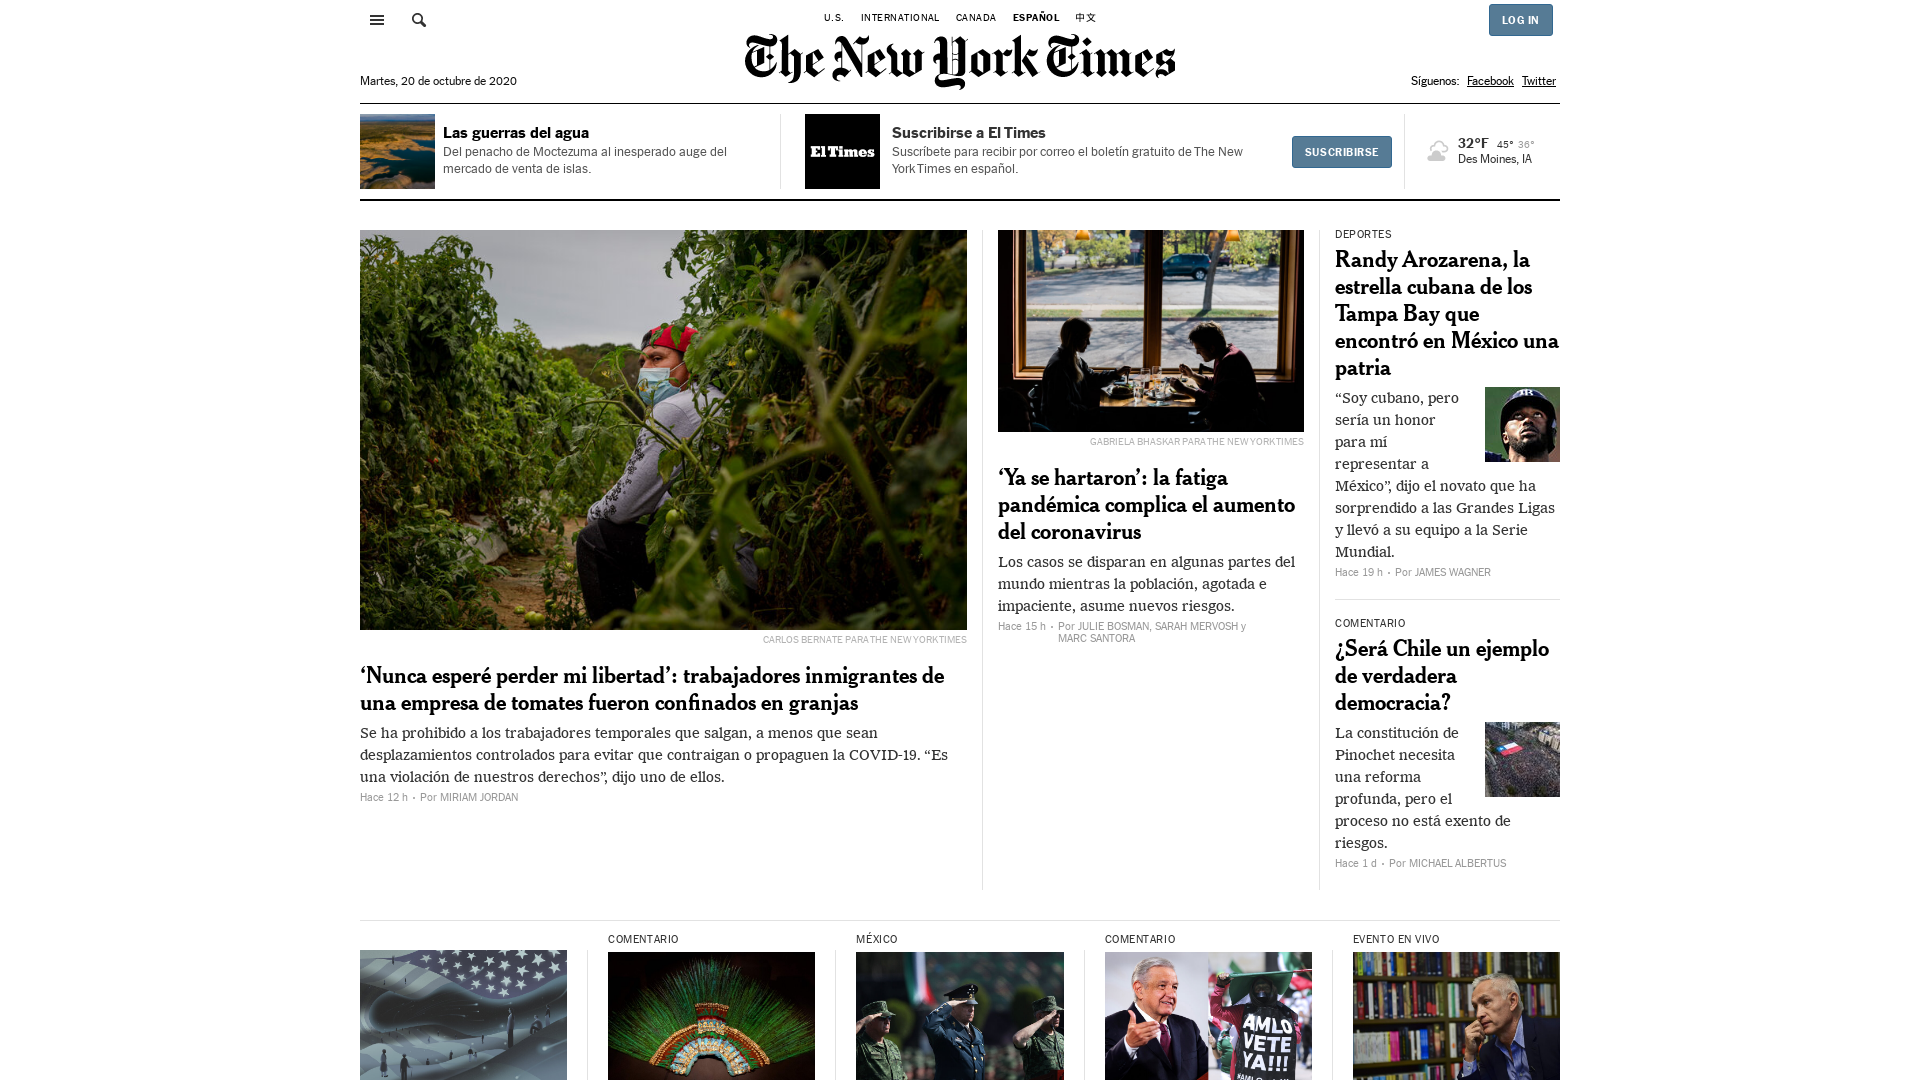 U.S. INTERNATIONAL CANADA ESPAÑOL 中文
LOG IN
The New York Times
Martes, 20 de octubre de 2020
Síguenos: Facebook Twitter
Las guerras del agua
Del penacho de Moctezuma al inesperado auge del
mercado de venta de islas.
El Times
Suscribirse a El Times
Suscríbete para recibir por correo el boletín gratuito de The New
York Times en español.
SUSCRIBIRSE
32°F 45° 36°
Des Moines, IA
CARLOS BERNATE PARA THE NEW YORK TIMES
‘Nunca esperé perder mi libertad’: trabajadores inmigrantes de
una empresa de tomates fueron confinados en granjas
Se ha prohibido a los trabajadores temporales que salgan, a menos que sean
desplazamientos controlados para evitar que contraigan o propaguen la COVID-19. “Es
una violación de nuestros derechos”, dijo uno de ellos.
Hace 12 h • Por MIRIAM JORDAN
GABRIELA BHASKAR PARA THE NEW YORK TIMES
‘Ya se hartaron’: la fatiga
pandémica complica el aumento
del coronavirus
Los casos se disparan en algunas partes del
mundo mientras la población, agotada e
impaciente, asume nuevos riesgos.
Hace 15 h • Por JULIE BOSMAN, SARAH MERVOSH y
MARC SANTORA
DEPORTES
Randy Arozarena, la
estrella cubana de los
Tampa Bay que
encontró en México una
patria
“Soy cubano, pero
sería un honor
para mí
representar a
México”, dijo el novato que ha
sorprendido a las Grandes Ligas
y llevó a su equipo a la Serie
Mundial.
Hace 19 h • Por JAMES WAGNER
COMENTARIO
¿Será Chile un ejemplo
de verdadera
democracia?
La constitución de
Pinochet necesita
una reforma
profunda, pero el
proceso no está exento de
riesgos.
Hace 1 d • Por MICHAEL ALBERTUS
COMENTARIO
MÉXICO
COMENTARIO
AMLO
VETE
YA!!!
EVENTO EN VIVO